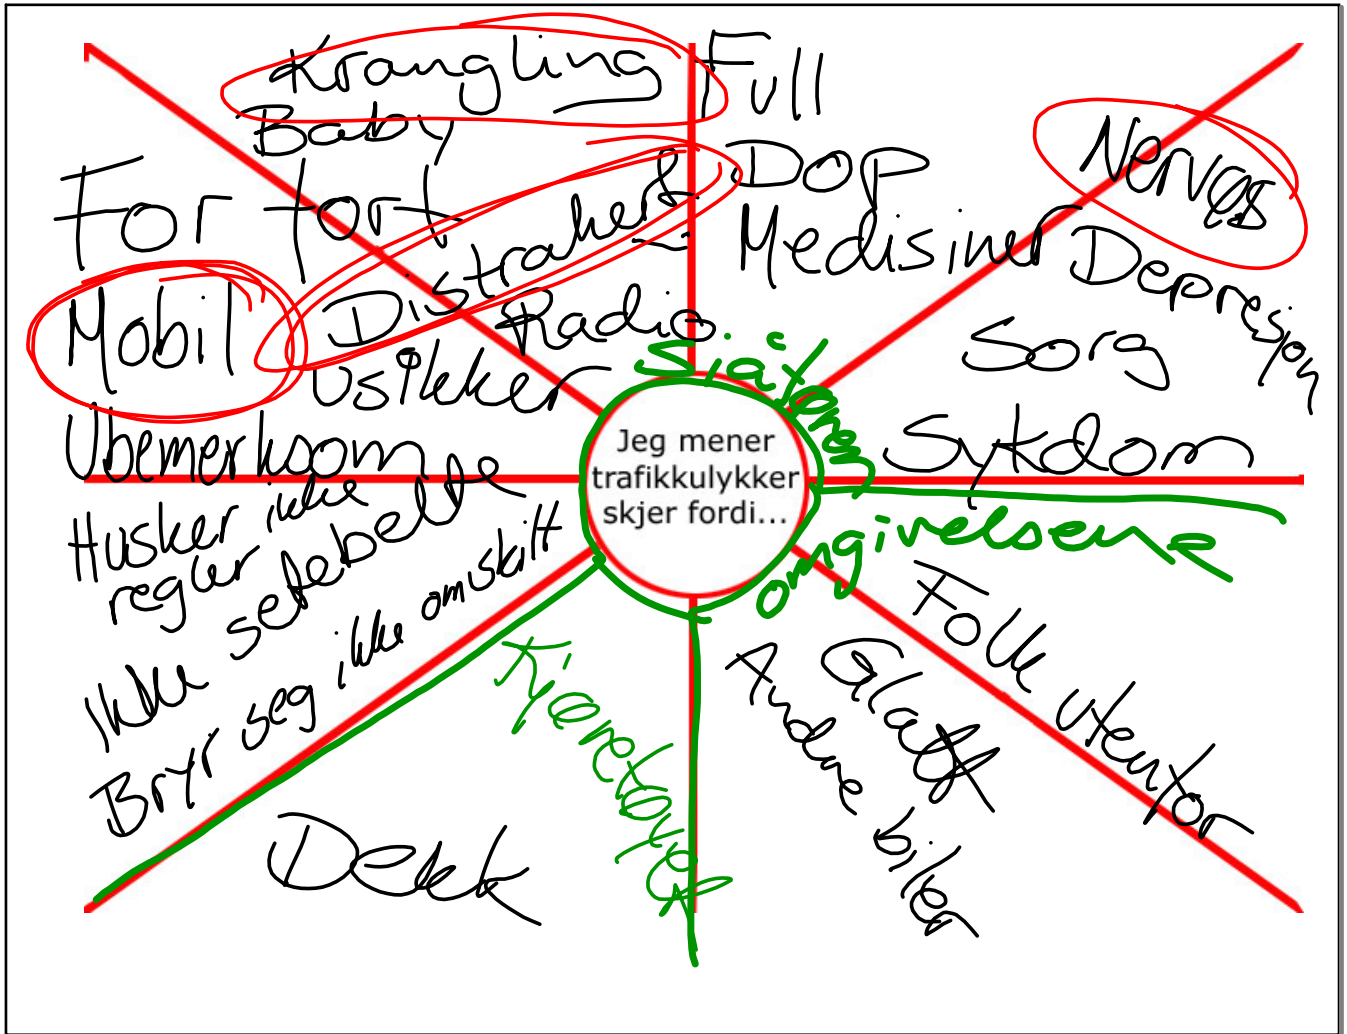 Krangling
Baby
For fort
Distrahert
Radio
Mobil
Usikker
Ubemerksom
Husker ikke
regler
Ikke setebelte
Bryr seg ikke om skilt
Full
Dop
Medisiner
Nervøs
Depresjon
Sorg
Sykdom
Sjåføren
Jeg mener
trafikkulykker
skjer fordi...
omgivelsene
Folk utenfor
Glatt
Andre biler
Kjøretøyet
Dekk